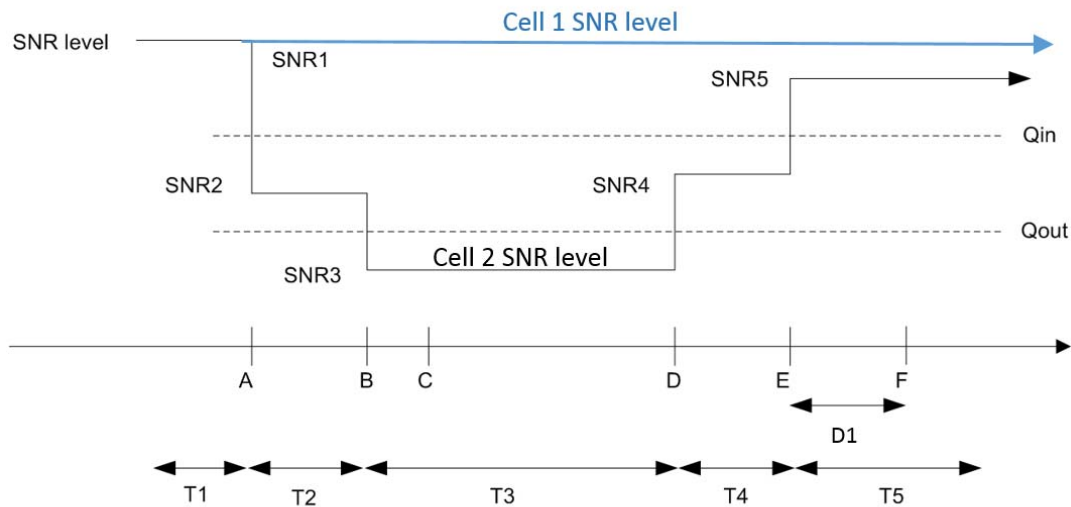 Cell 1 SNR level
SNR level
SNR1
SNR5
Qin
SNR2
SNR4
Qout
Cell 2 SNR level
SNR3
A B C D E F
D1
T1 T2 T3 T4 T5